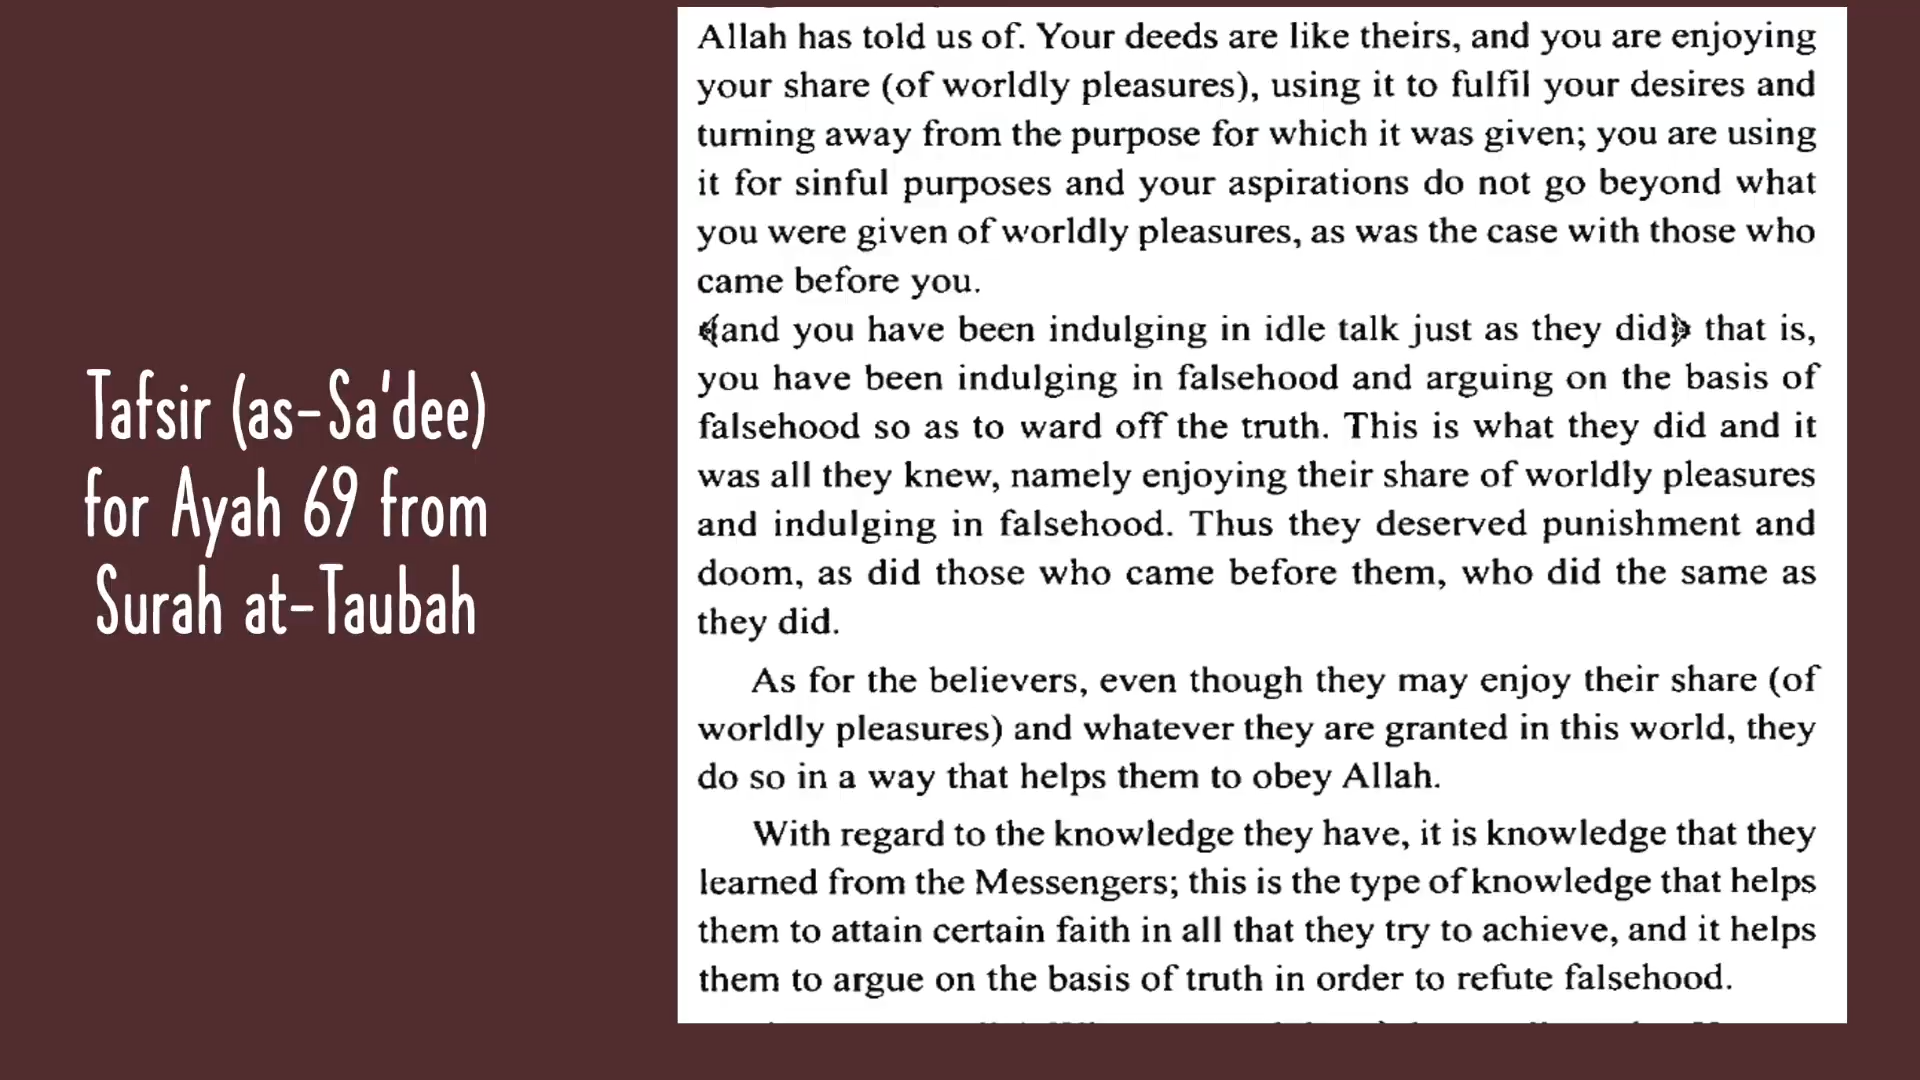 Tafsir (as-Sa'dee)
for Ayah 69 from
Surah at-Taubah
Allah has told us of. Your deeds are like theirs, and you are enjoying
your share (of worldly pleasures), using it to fulfil your desires and
turning away from the purpose for which it was given; you are using
it for sinful purposes and your aspirations do not go beyond what
you were given of worldly pleasures, as was the case with those who
came before you.
﴾and you have been indulging in idle talk just as they did﴿ that is,
you have been indulging in falsehood and arguing on the basis of
falsehood so as to ward off the truth. This is what they did and it
was all they knew, namely enjoying their share of worldly pleasures
and indulging in falsehood. Thus they deserved punishment and
doom, as did those who came before them, who did the same as
they did.
As for the believers, even though they may enjoy their share (of
worldly pleasures) and whatever they are granted in this world, they
do so in a way that helps them to obey Allah.
With regard to the knowledge they have, it is knowledge that they
learned from the Messengers; this is the type of knowledge that helps
them to attain certain faith in all that they try to achieve, and it helps
them to argue on the basis of truth in order to refute falsehood.